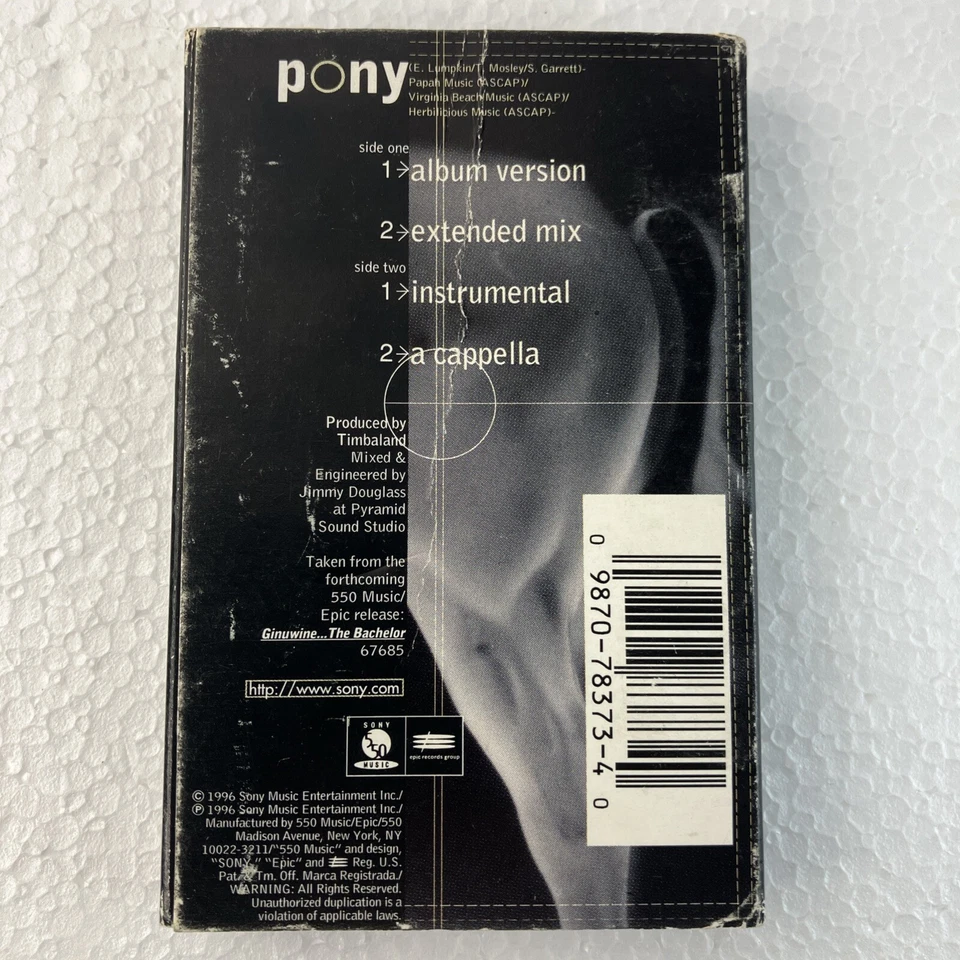 pony
(E. Lumpkin/T. Mosley/S. Garrett)-
Papah Music (ASCAP)/
Virginia Beach Music (ASCAP)/
Herbilicious Music (ASCAP)-
side one
1>album version
2>extended mix
side two
1>instrumental
2>a cappella
Produced by
Timbaland
Mixed &
Engineered by
Jimmy Douglass
at Pyramid
Sound Studio
Taken from the
forthcoming
550 Music/
Epic release:
Ginuwine...The Bachelor
67685
http://www.sony.com
SONY
550
MUSIC
epic records group
0 9870-78373-4 0
© 1996 Sony Music Entertainment Inc./
℗ 1996 Sony Music Entertainment Inc./
Manufactured by 550 Music/Epic/550
Madison Avenue, New York, NY
10022-3211/"550 Music" and design,
"SONY," "Epic" and Reg. U.S.
Pat. & Tm. Off. Marca Registrada./
WARNING: All Rights Reserved.
Unauthorized duplication is a
violation of applicable laws.